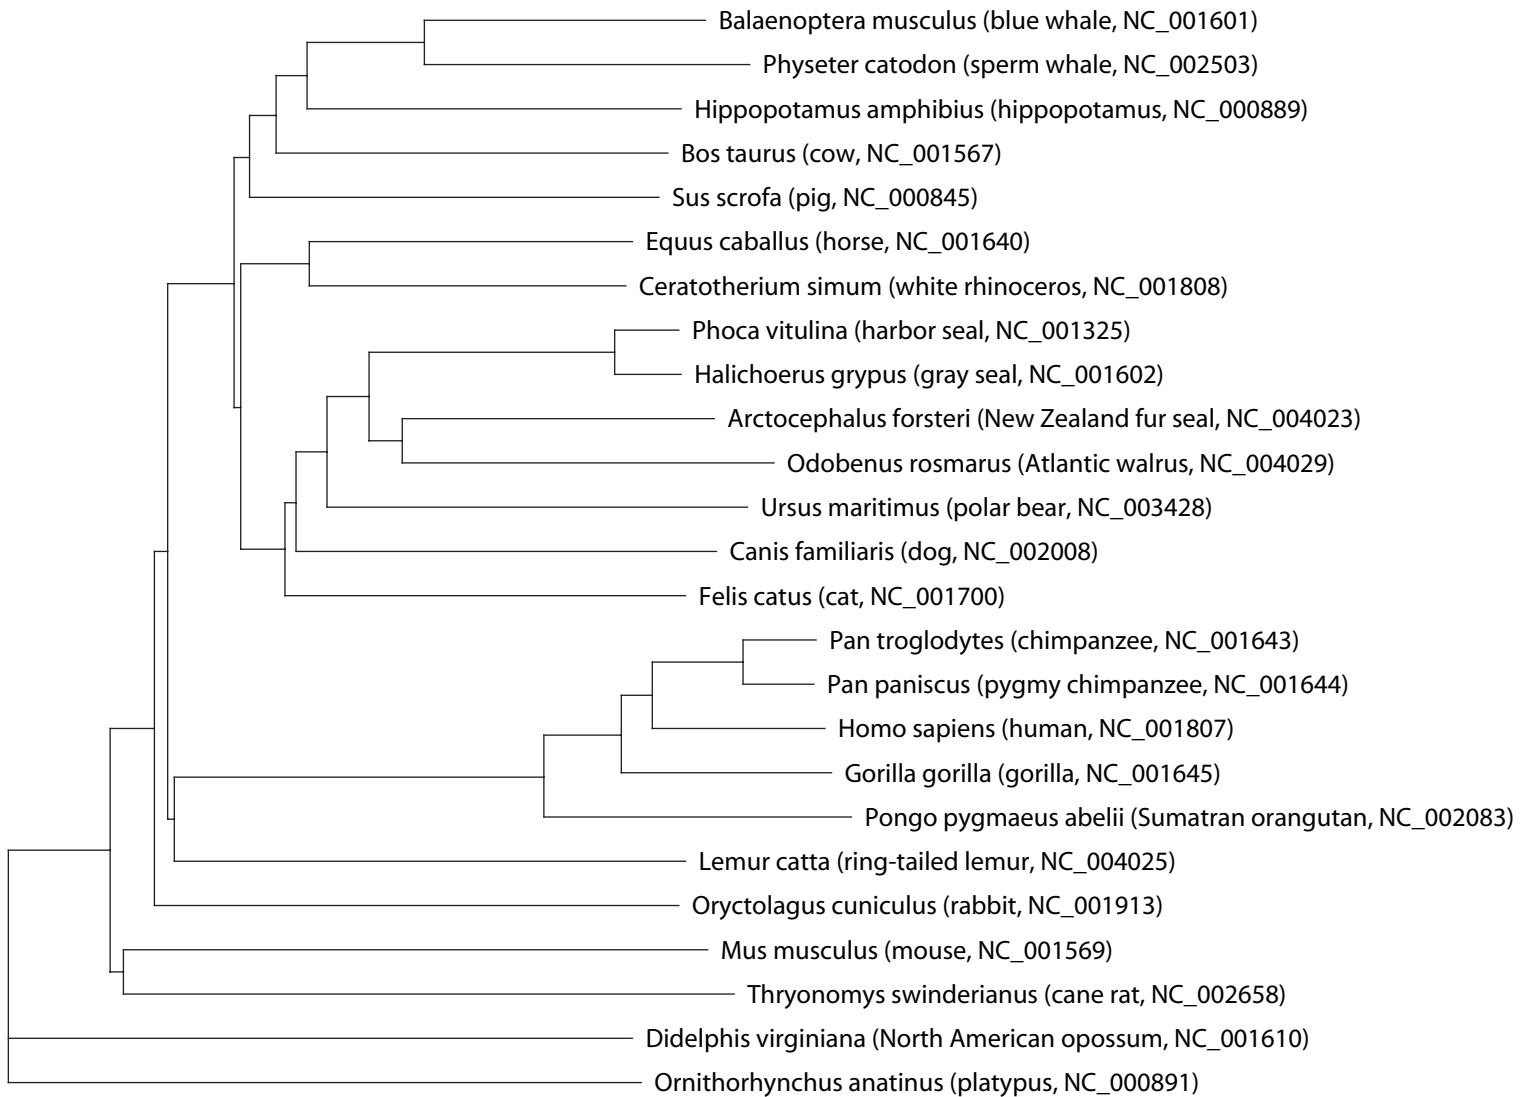 Balaenoptera musculus (blue whale, NC_001601)
Physeter catodon (sperm whale, NC_002503)
Hippopotamus amphibius (hippopotamus, NC_000889)
Bos taurus (cow, NC_001567)
Sus scrofa (pig, NC_000845)
Equus caballus (horse, NC_001640)
Ceratotherium simum (white rhinoceros, NC_001808)
Phoca vitulina (harbor seal, NC_001325)
Halichoerus grypus (gray seal, NC_001602)
Arctocephalus forsteri (New Zealand fur seal, NC_004023)
Odobenus rosmarus (Atlantic walrus, NC_004029)
Ursus maritimus (polar bear, NC_003428)
Canis familiaris (dog, NC_002008)
Felis catus (cat, NC_001700)
Pan troglodytes (chimpanzee, NC_001643)
Pan paniscus (pygmy chimpanzee, NC_001644)
Homo sapiens (human, NC_001807)
Gorilla gorilla (gorilla, NC_001645)
Pongo pygmaeus abelii (Sumatran orangutan, NC_002083)
Lemur catta (ring-tailed lemur, NC_004025)
Oryctolagus cuniculus (rabbit, NC_001913)
Mus musculus (mouse, NC_001569)
Thryonomys swinderianus (cane rat, NC_002658)
Didelphis virginiana (North American opossum, NC_001610)
Ornithorhynchus anatinus (platypus, NC_000891)